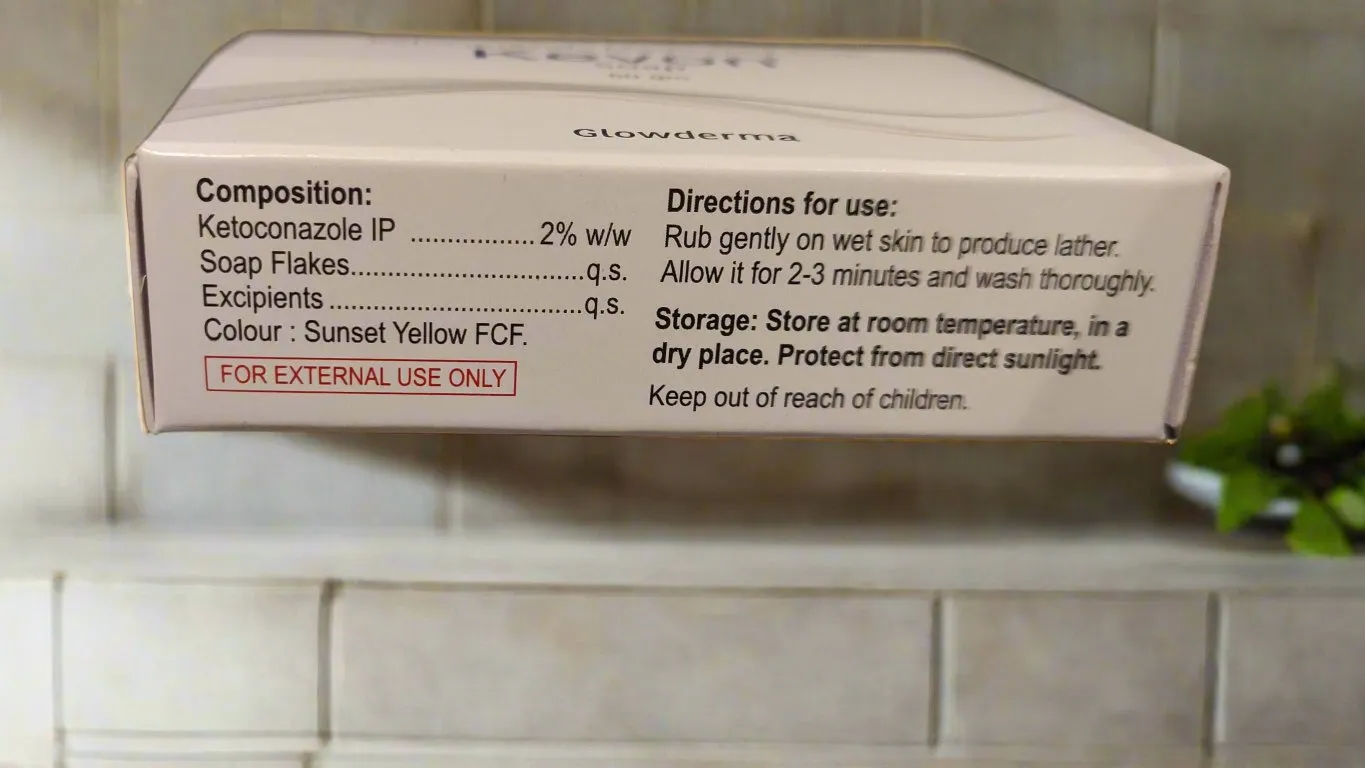 Glowderma
Composition:
Ketoconazole IP ................. 2% w/w
Soap Flakes..............................q.s.
Excipients ................................q.s.
Colour : Sunset Yellow FCF.
FOR EXTERNAL USE ONLY
Directions for use:
Rub gently on wet skin to produce lather.
Allow it for 2-3 minutes and wash thoroughly.
Storage: Store at room temperature, in a
dry place. Protect from direct sunlight.
Keep out of reach of children.